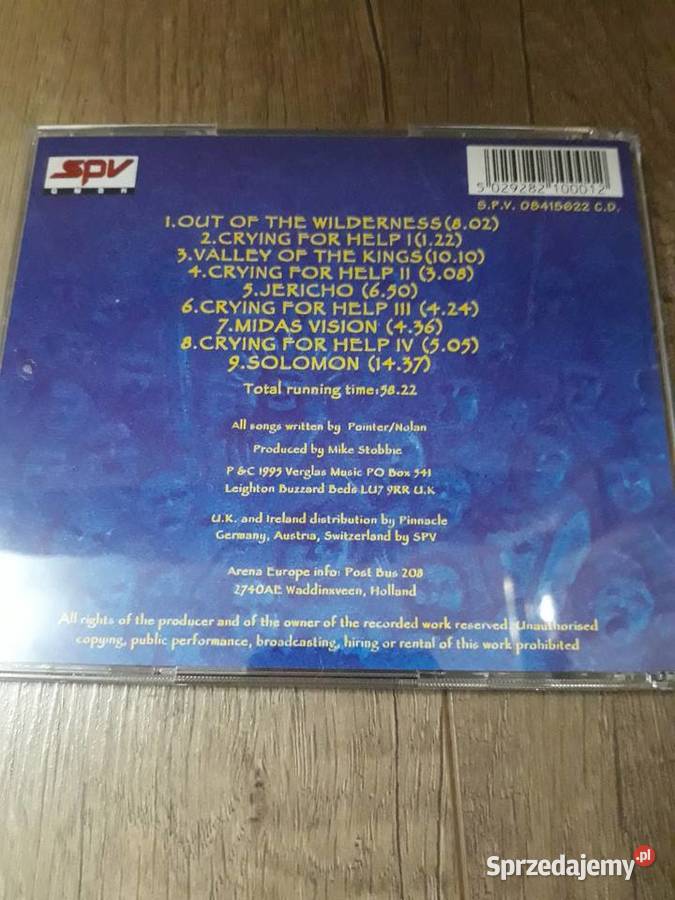 SPV
GMBH
5 029282 100012
S.P.V. 08415622 C.D.
1.OUT OF THE WILDERNESS(8.02)
2.CRYING FOR HELP I(1.22)
3.VALLEY OF THE KINGS(10.10)
4.CRYING FOR HELP II (3.08)
5.JERICHO (6.50)
6.CRYING FOR HELP III (4.24)
7.MIDAS VISION (4.36)
8.CRYING FOR HELP IV (5.05)
9.SOLOMON (14.37)
Total running time:58.22
All songs written by Pointer/Nolan
Produced by Mike Stobbie
P & C 1995 Verglas Music PO Box 541
Leighton Buzzard Beds LU7 9RR U.K
U.K. and Ireland distribution by Pinnacle
Germany, Austria, Switzerland by SPV
Arena Europe info: Post Bus 208
2740AE Waddinxveen, Holland
All rights of the producer and of the owner of the recorded work reserved. Unauthorised
copying, public performance, broadcasting, hiring or rental of this work prohibited
Sprzedajemy.pl